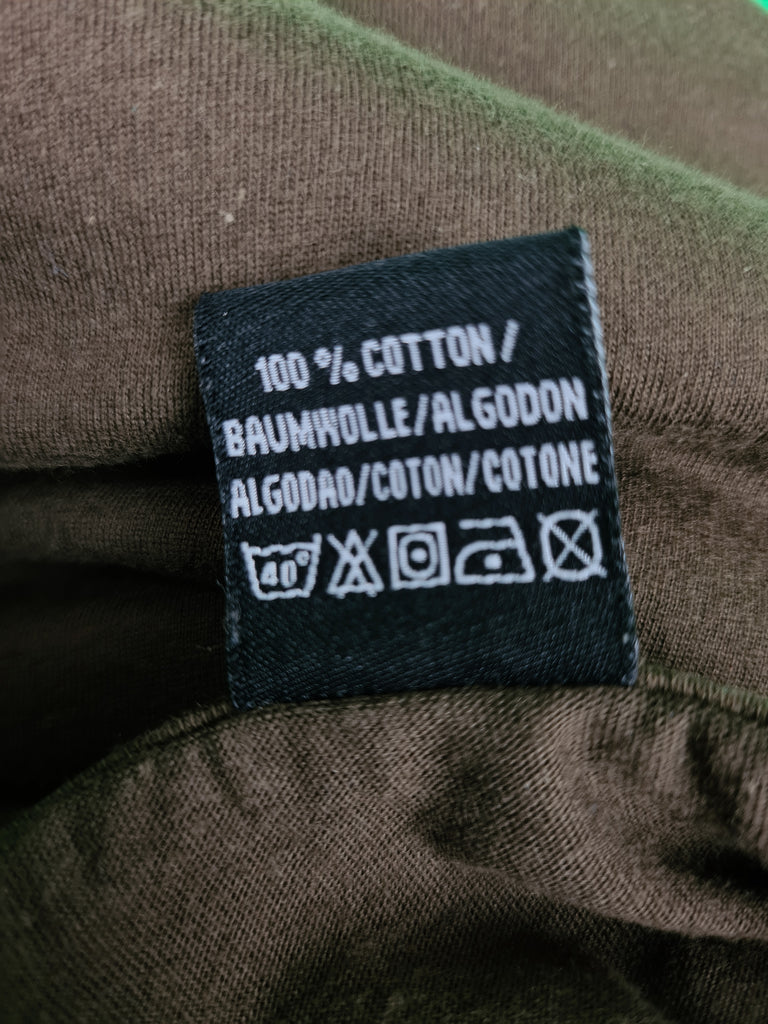 100 % COTTON/
BAUMWOLLE/ALGODON
ALGODAO/COTON/COTONE
40°